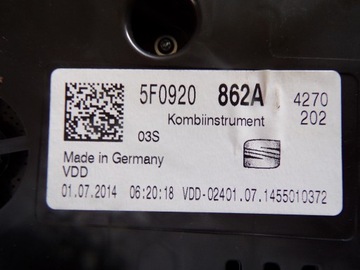 5F0920 862A 4270
Kombiinstrument 202
03S
Made in Germany
VDD
01.07.2014 06:20:18 VDD-02401.07.1455010372